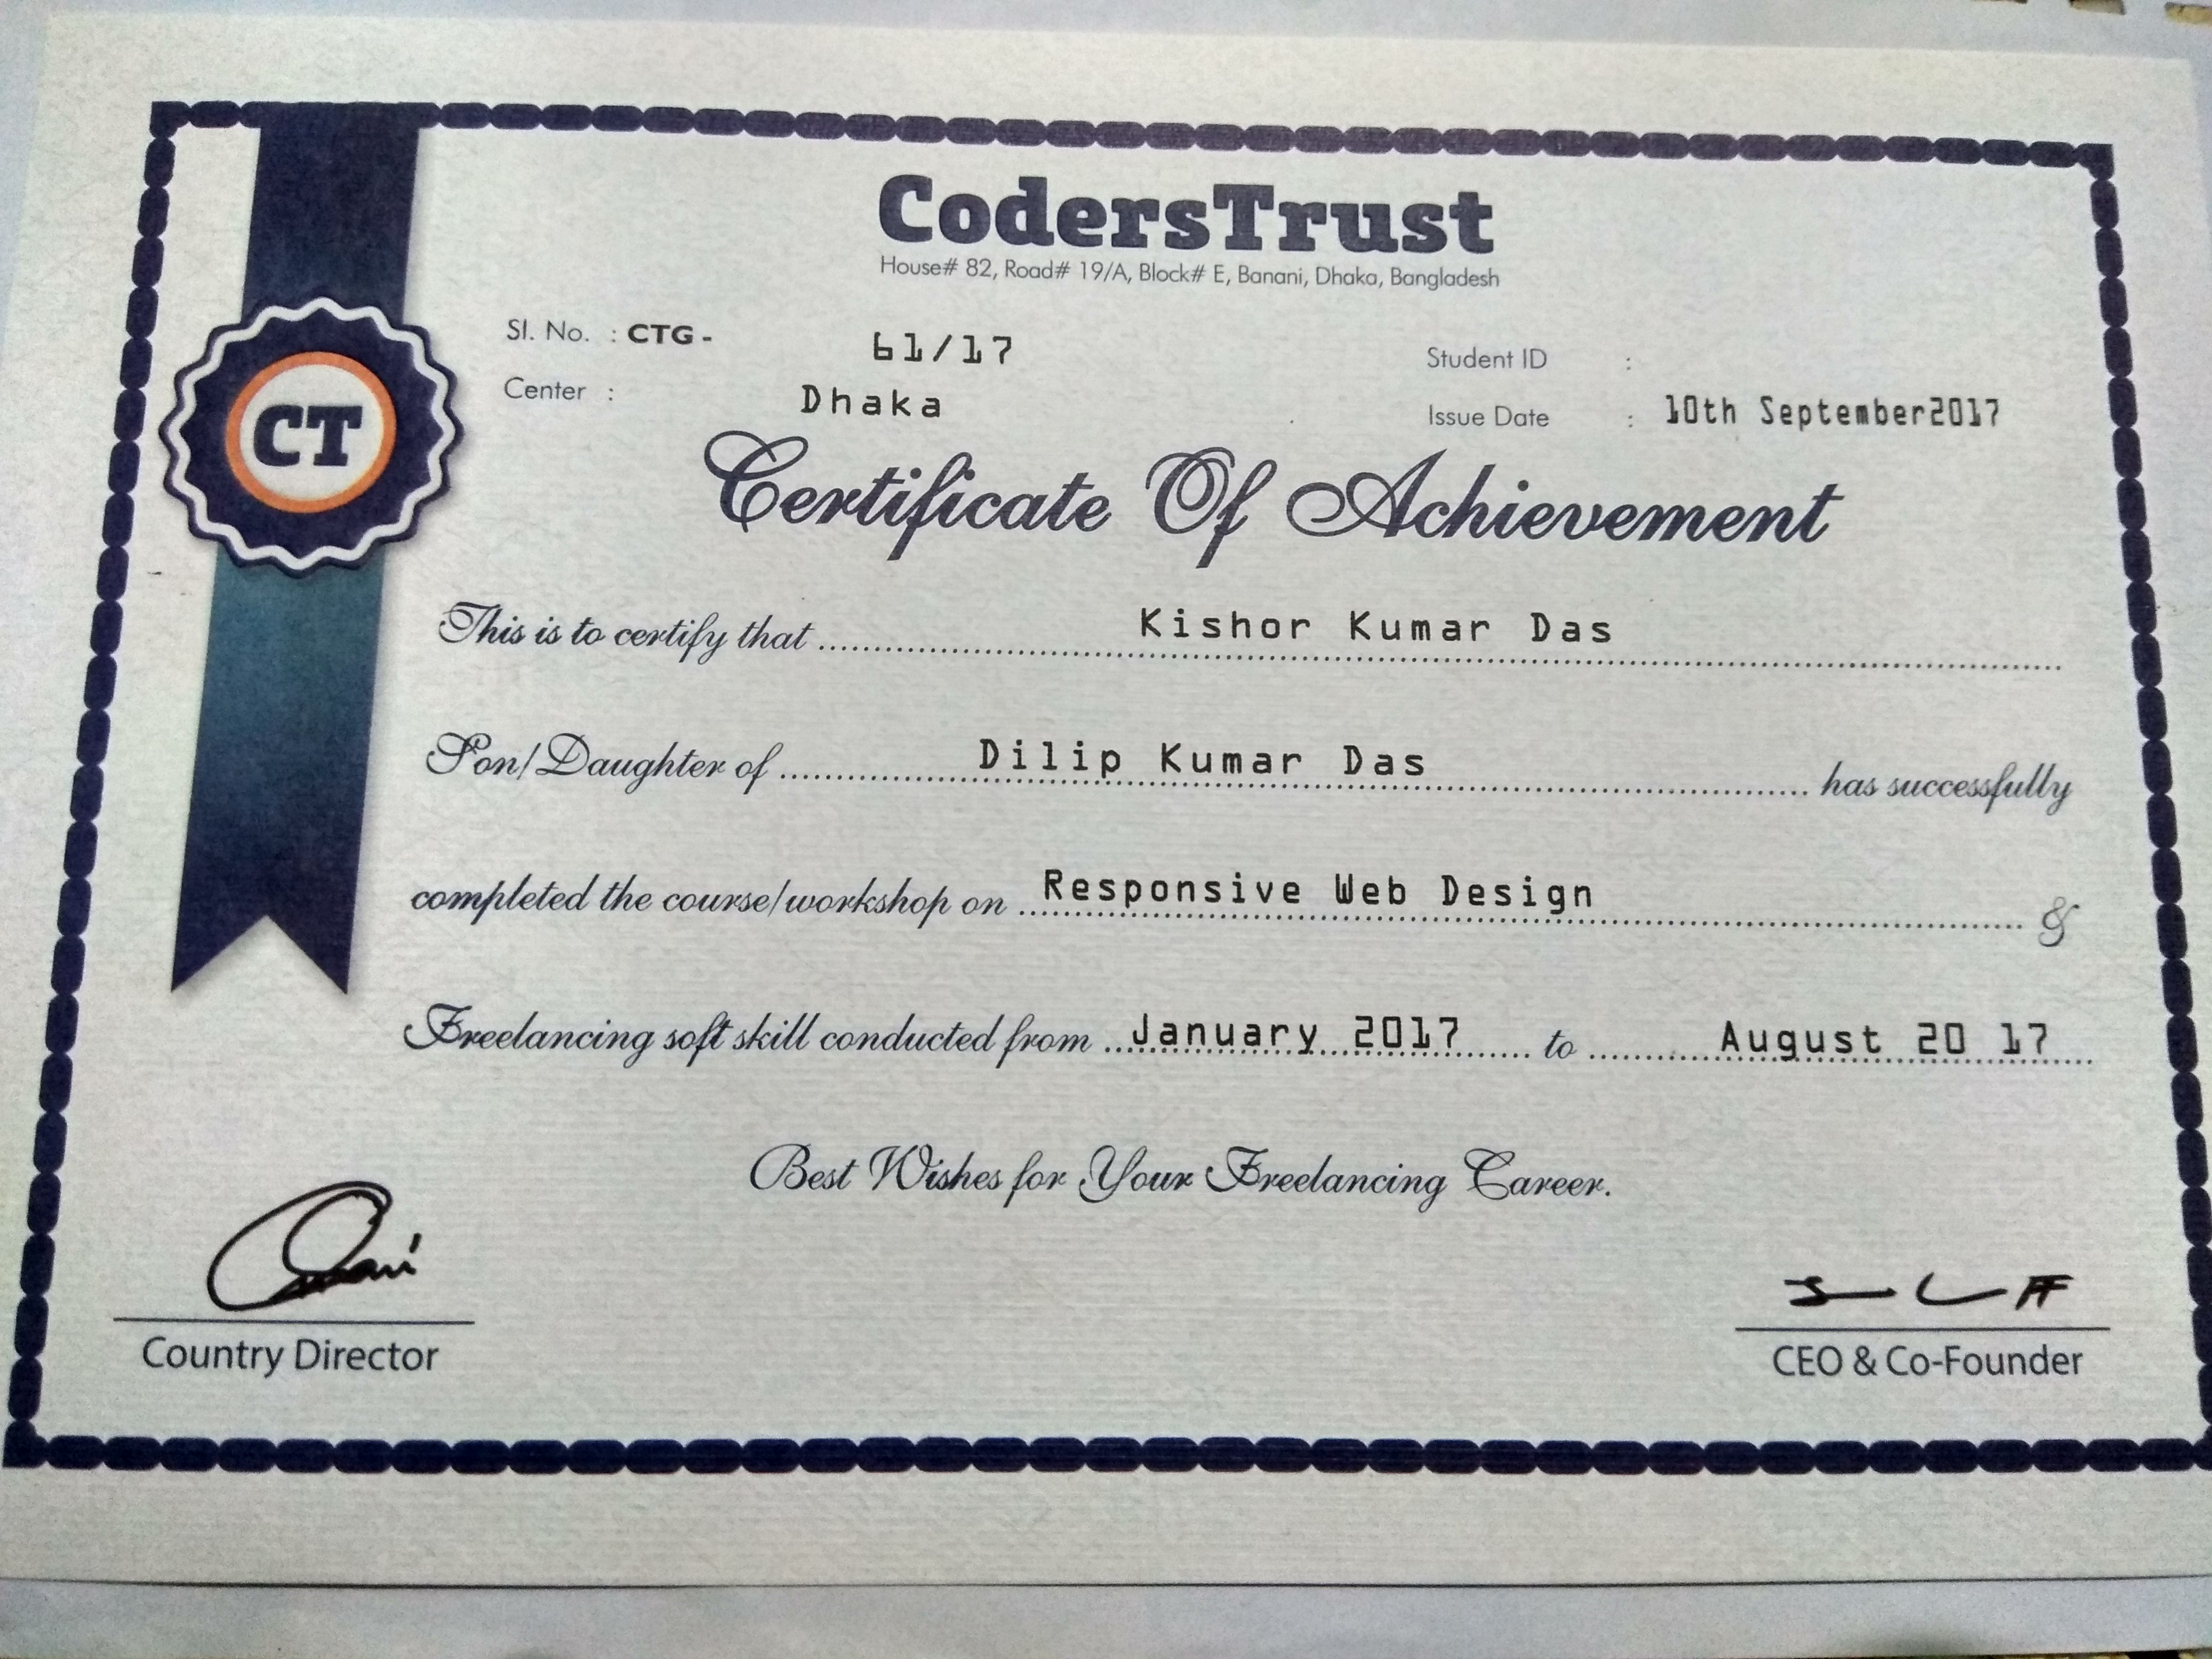 CodersTrust
House# 82, Road# 19/A, Block# E, Banani, Dhaka, Bangladesh
Sl. No. : CTG - 61/17
Student ID :
Center : Dhaka
Issue Date : 10th September2017
CT
Certificate Of Achievement
This is to certify that Kishor Kumar Das
Son/Daughter of Dilip Kumar Das has successfully
completed the course/workshop on Responsive Web Design &
Freelancing soft skill conducted from January 2017 to August 20 17
Best Wishes for Your Freelancing Career.
Country Director
CEO & Co-Founder